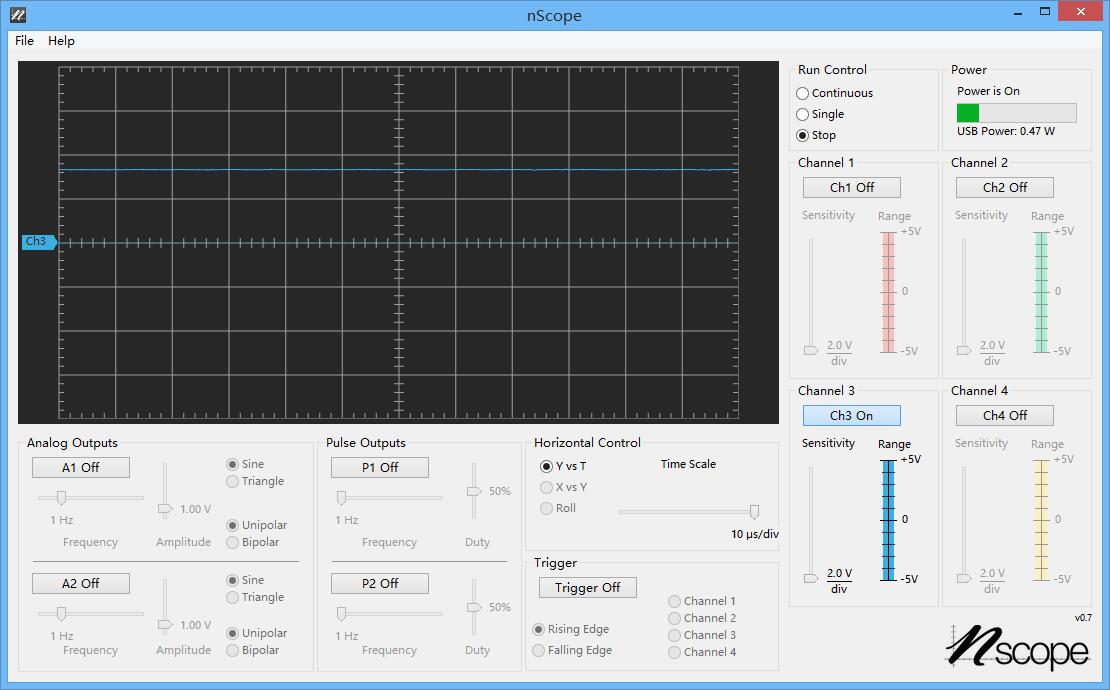 nScope
File Help
Ch3
Run Control
Continuous
Single
Stop
Power
Power is On
USB Power: 0.47 W
Channel 1
Ch1 Off
Sensitivity Range
+5V
0
-5V
2.0 V
div
Channel 2
Ch2 Off
Sensitivity Range
+5V
0
-5V
2.0 V
div
Channel 3
Ch3 On
Sensitivity Range
+5V
0
-5V
2.0 V
div
Channel 4
Ch4 Off
Sensitivity Range
+5V
0
-5V
2.0 V
div
Analog Outputs
A1 Off
1 Hz
Frequency
1.00 V
Amplitude
Sine
Triangle
Unipolar
Bipolar
A2 Off
1 Hz
Frequency
1.00 V
Amplitude
Sine
Triangle
Unipolar
Bipolar
Pulse Outputs
P1 Off
1 Hz
Frequency
50%
Duty
P2 Off
1 Hz
Frequency
50%
Duty
Horizontal Control
Y vs T
X vs Y
Roll
Time Scale
10 µs/div
Trigger
Trigger Off
Rising Edge
Falling Edge
Channel 1
Channel 2
Channel 3
Channel 4
v0.7
nscope